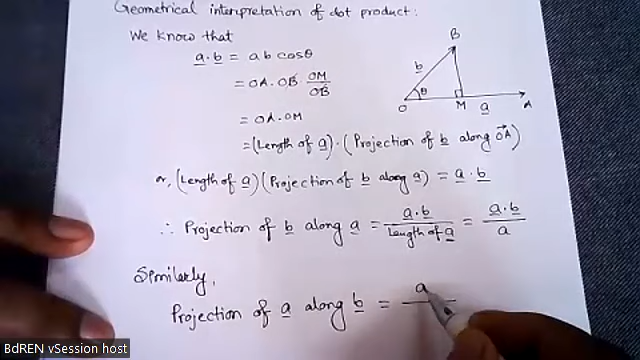 Geometrical interpretation of dot product:
We know that
a̲·b̲ = ab cosθ
= OA·OB OM/OB
= OA·OM
= (Length of a̲)·(Projection of b̲ along O⃗A)
or, (Length of a̲)(Projection of b̲ along a̲) = a̲·b̲
∴ Projection of b̲ along a̲ = a̲·b̲/Length of a̲ = a̲·b̲/a
Similarly,
Projection of a̲ along b̲ = a
B
b̲
θ
O
M
a̲
A
BdREN vSession host